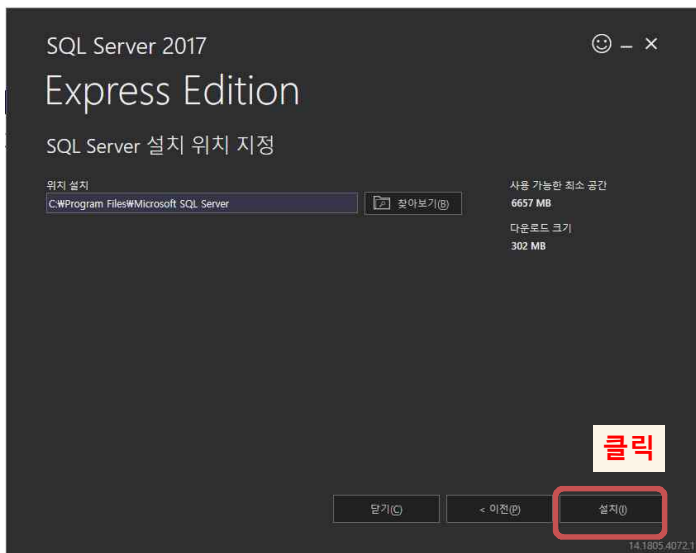 SQL Server 2017
Express Edition
SQL Server 설치 위치 지정
위치 설치
C:₩Program Files₩Microsoft SQL Server
찾아보기(B)
사용 가능한 최소 공간
6657 MB
다운로드 크기
302 MB
클릭
닫기(C)
< 이전(P)
설치(I)
14.1805.4072.1